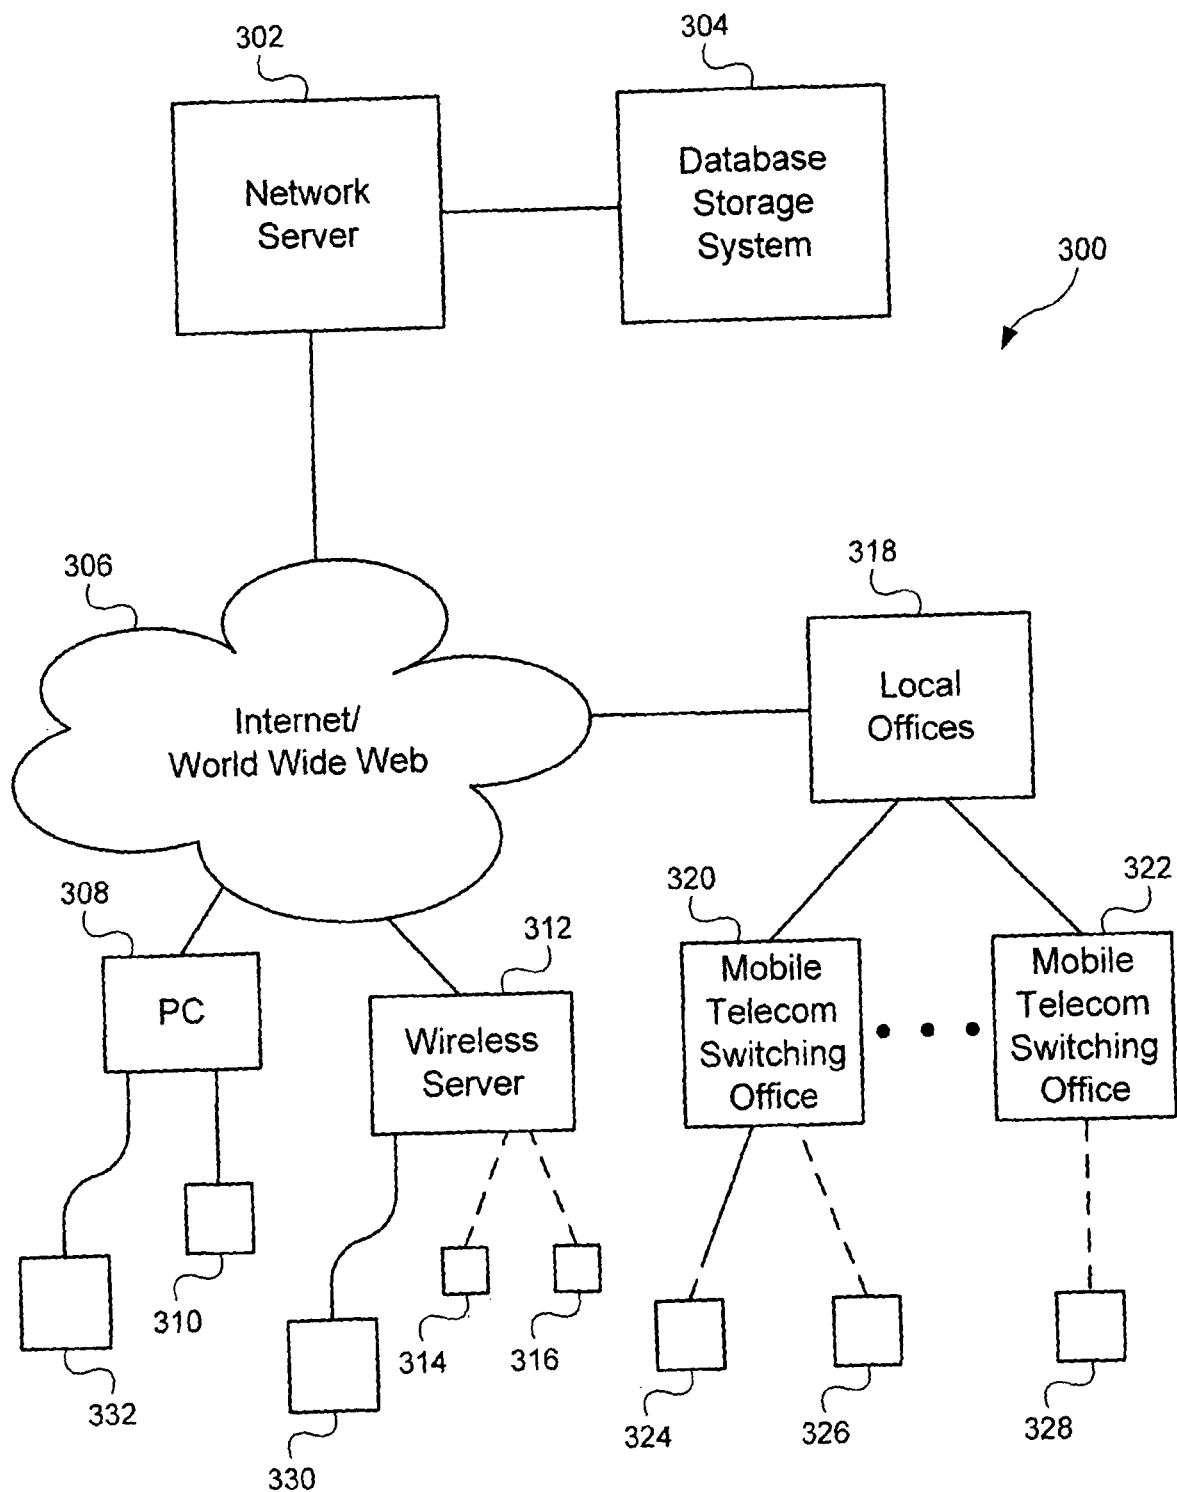 302
304
Network
Server
Database
Storage
System
300
306
318
Internet/
World Wide Web
Local
Offices
308
312
320
322
PC
Wireless
Server
Mobile
Telecom
Switching
Office
Mobile
Telecom
Switching
Office
310
314
316
332
330
324
326
328